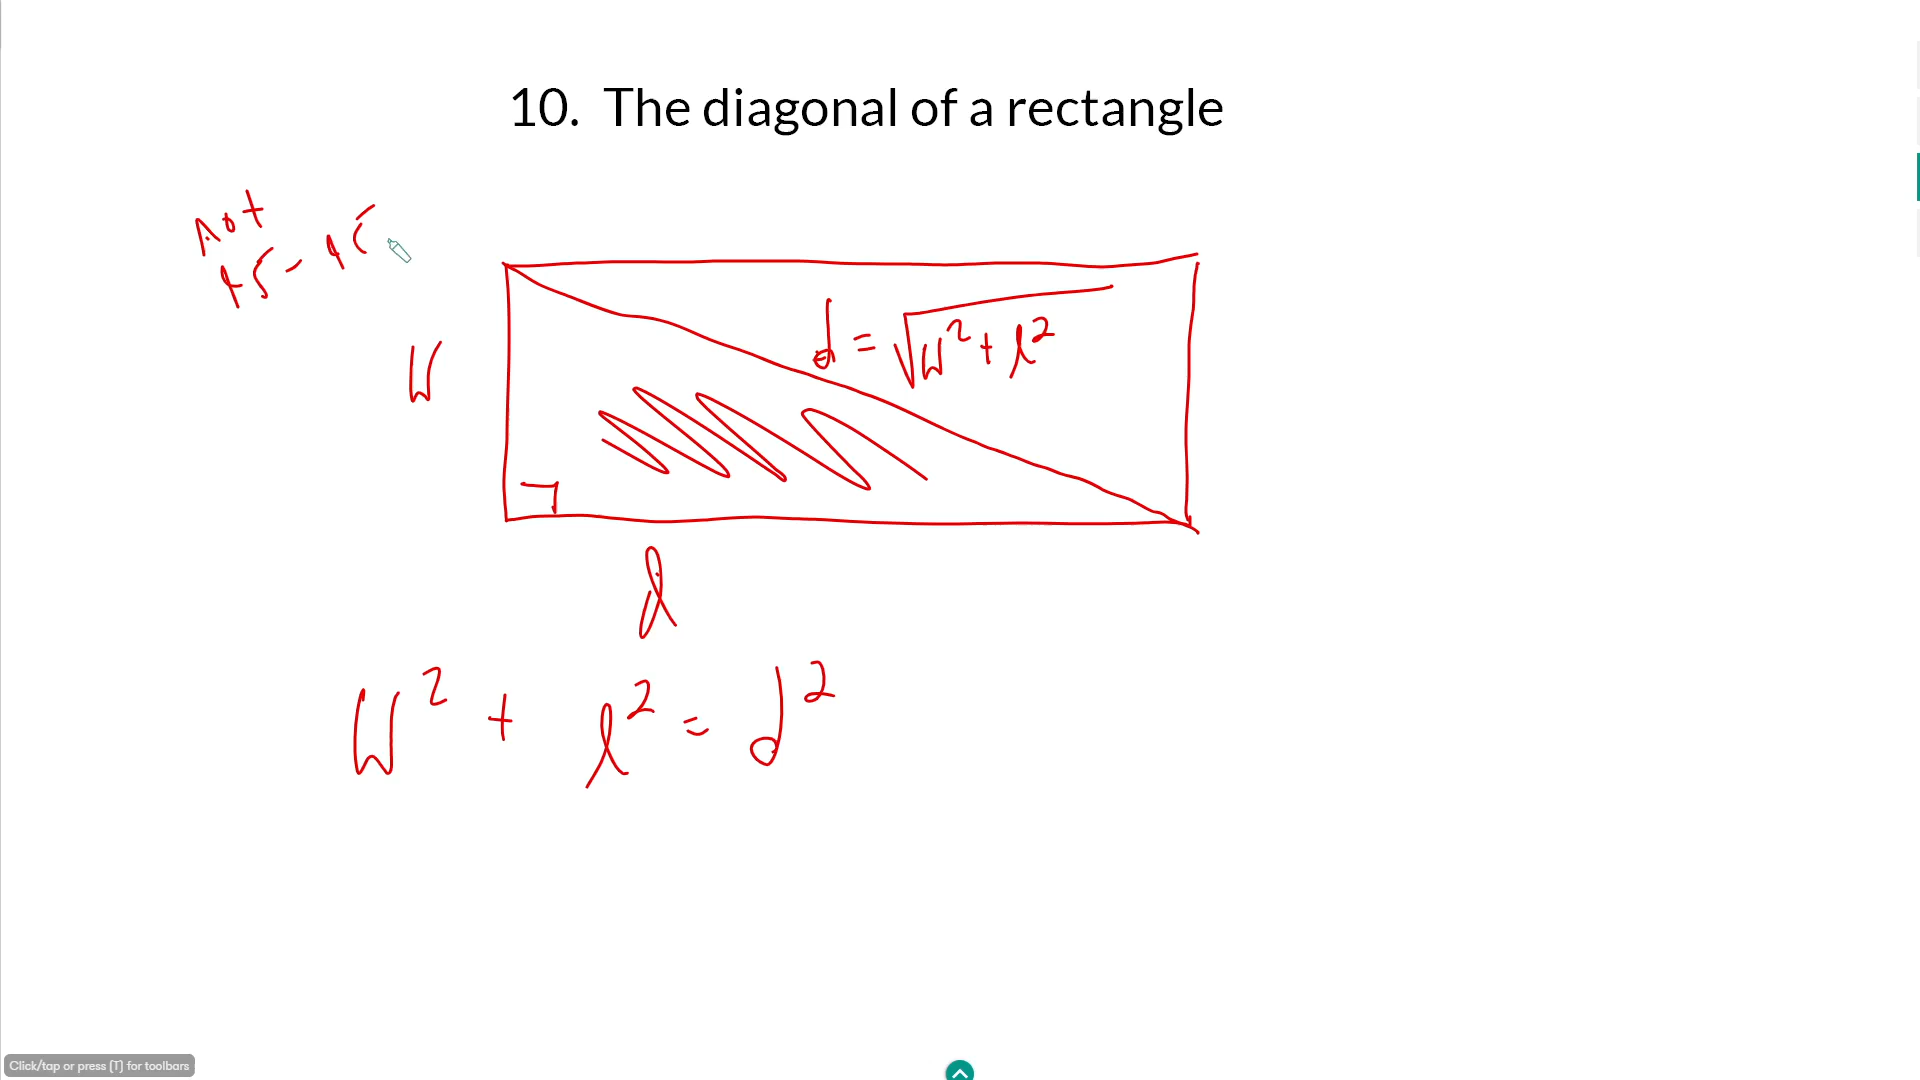 10. The diagonal of a rectangle
not
45-45
d = √w²+l²
w
l
w² + l² = d²
Click/tap or press (T) for toolbars